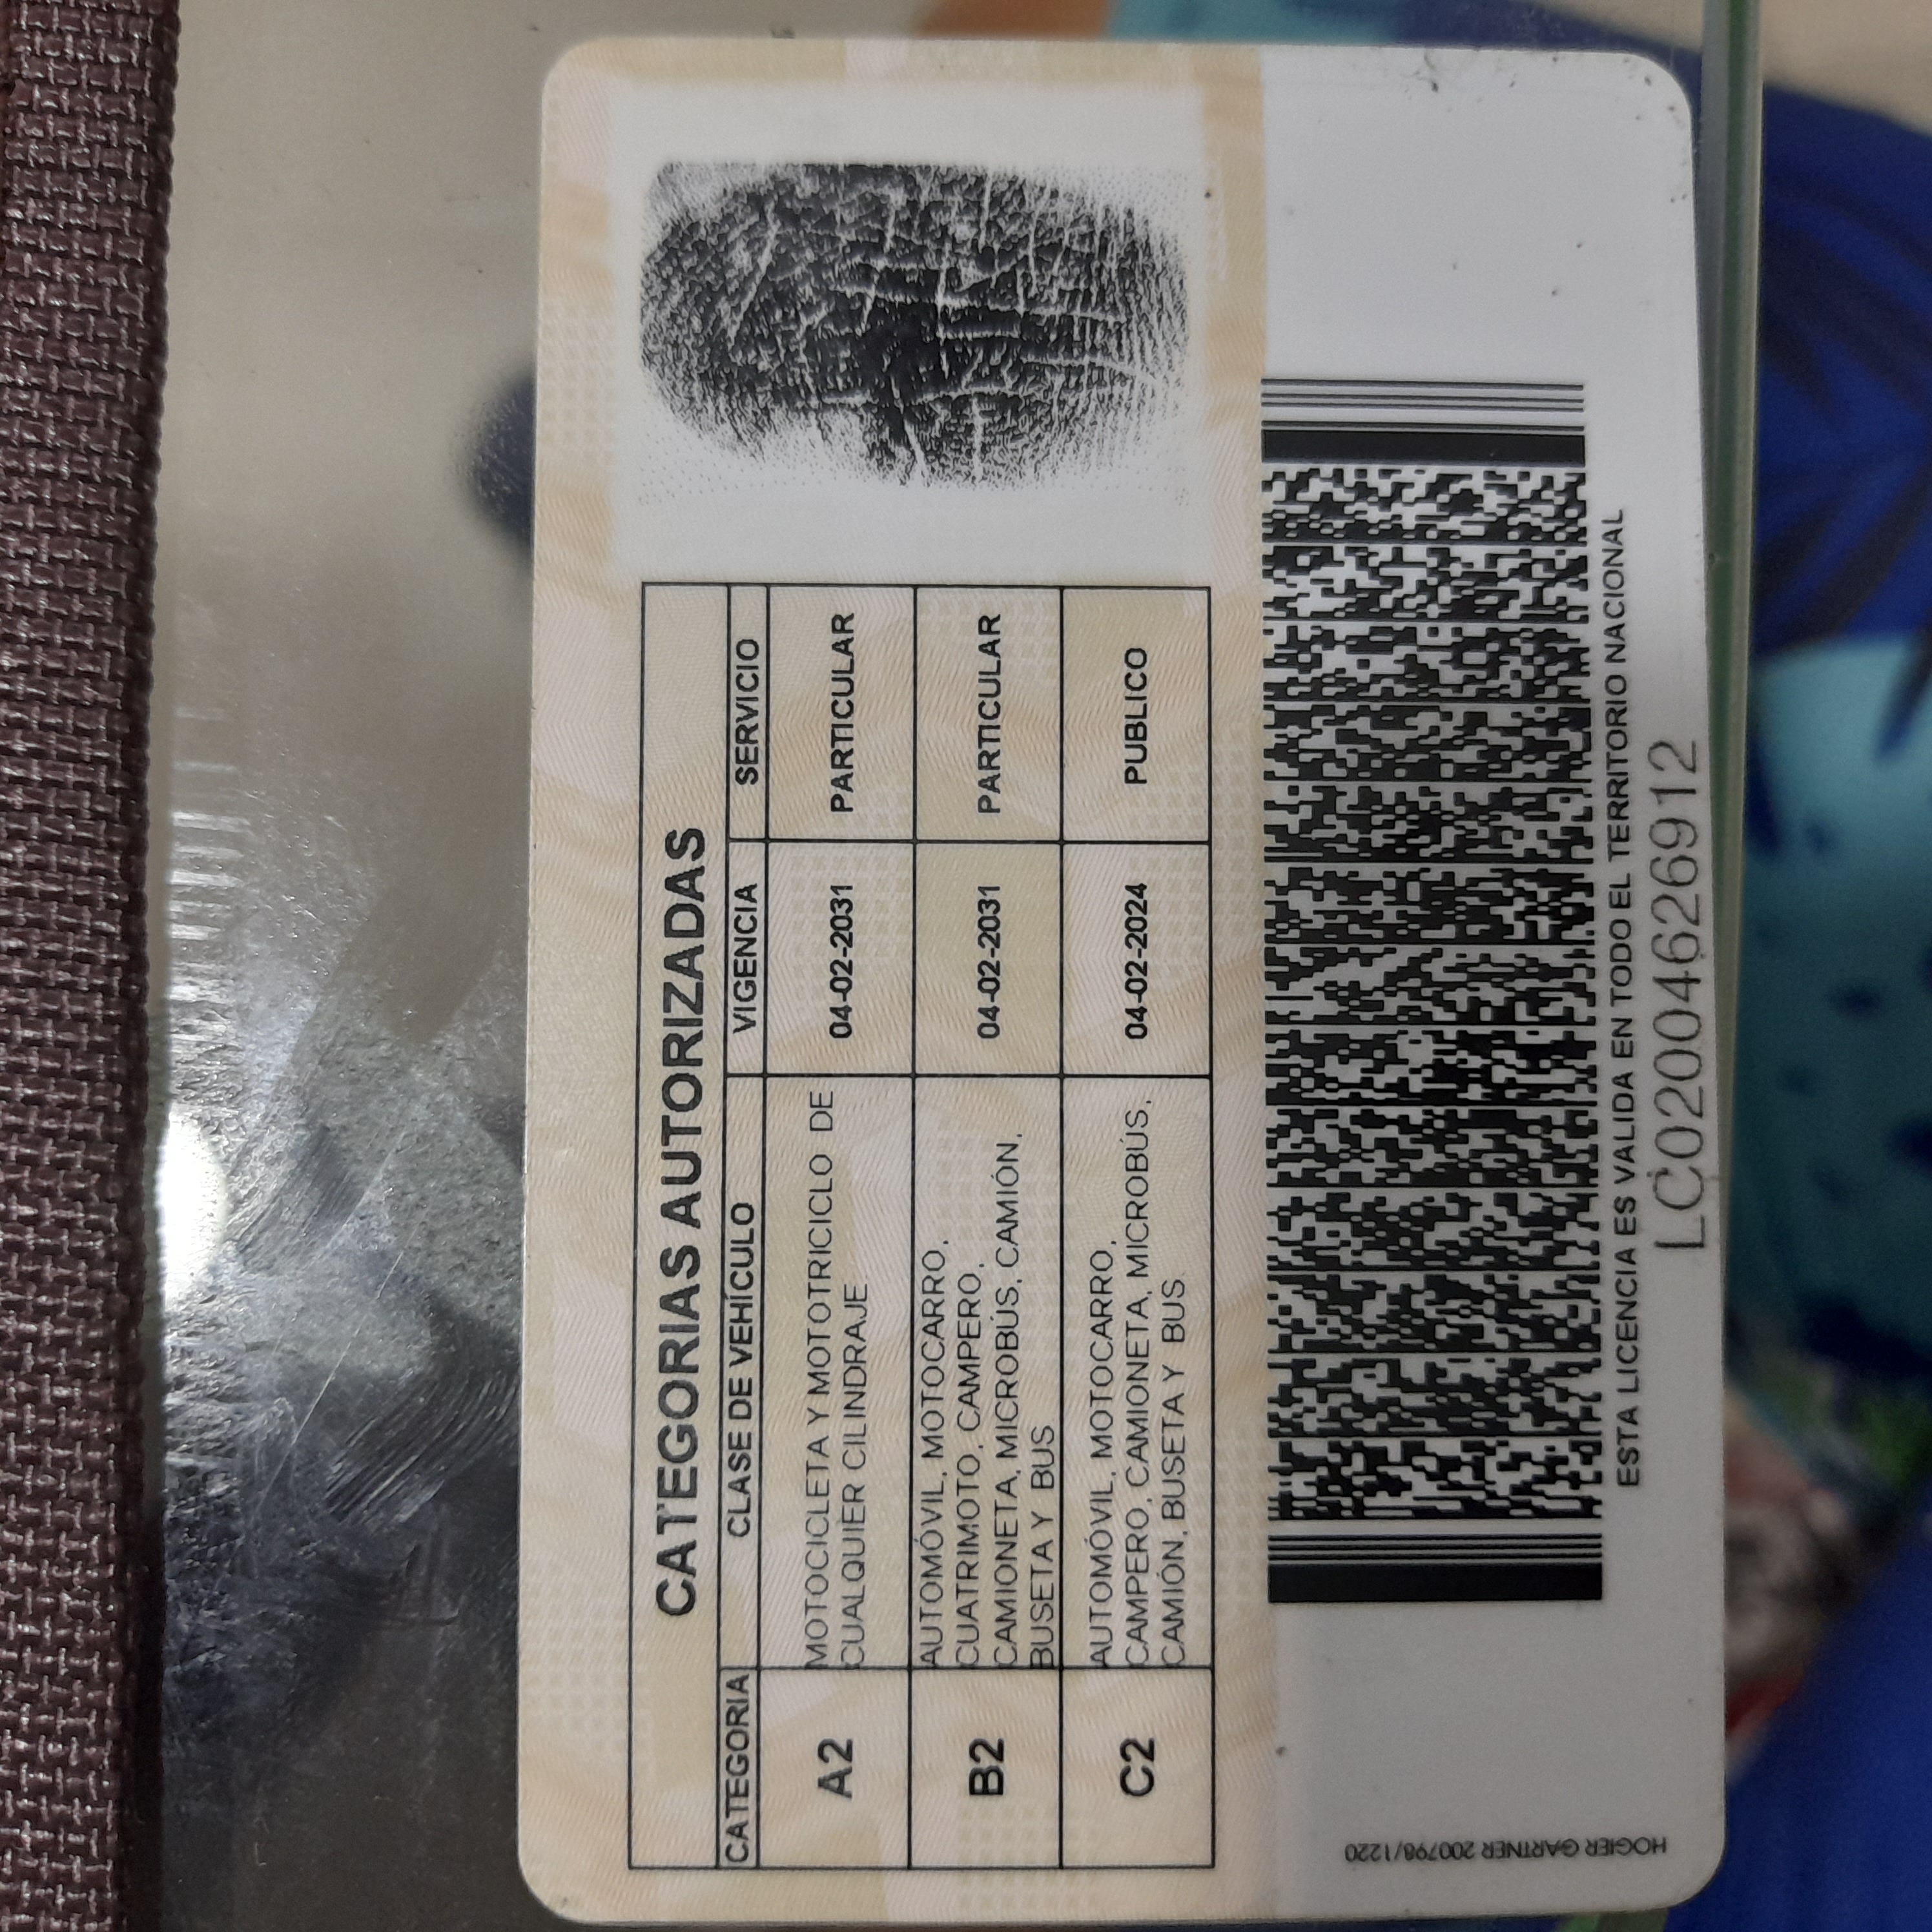 CATEGORIAS AUTORIZADAS
CATEGORIA CLASE DE VEHÍCULO VIGENCIA SERVICIO
A2 MOTOCICLETA Y MOTOTRICICLO DE 04-02-2031 PARTICULAR
CUALQUIER CILINDRAJE
B2 AUTOMÓVIL, MOTOCARRO, 04-02-2031 PARTICULAR
CUATRIMOTO, CAMPERO,
CAMIONETA, MICROBÚS, CAMIÓN,
BUSETA Y BUS
C2 AUTOMÓVIL, MOTOCARRO, 04-02-2024 PUBLICO
CAMPERO, CAMIONETA, MICROBÚS,
CAMIÓN, BUSETA Y BUS
ESTA LICENCIA ES VALIDA EN TODO EL TERRITORIO NACIONAL
LC02004626912
HOGIER GARTNER 200798/1220